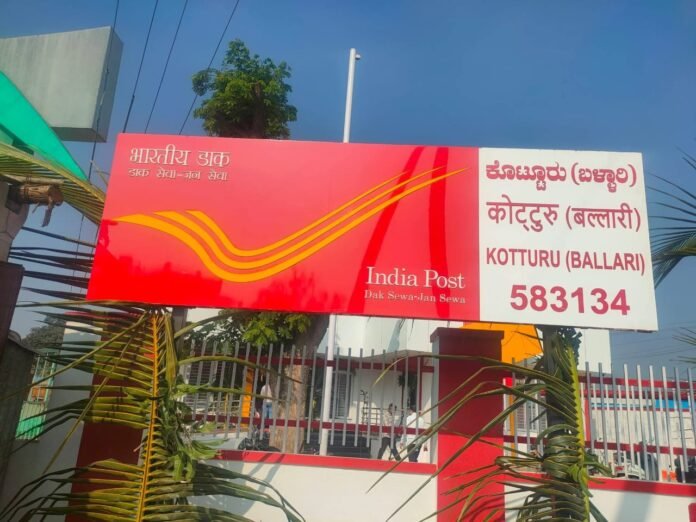 भारतीय डाक
डाक सेवा-जन सेवा
India Post
Dak Sewa-Jan Sewa
ಕೊಟ್ಟೂರು (ಬಳ್ಳಾರಿ)
कोट्टुरु (बल्लारी)
KOTTURU (BALLARI)
583134